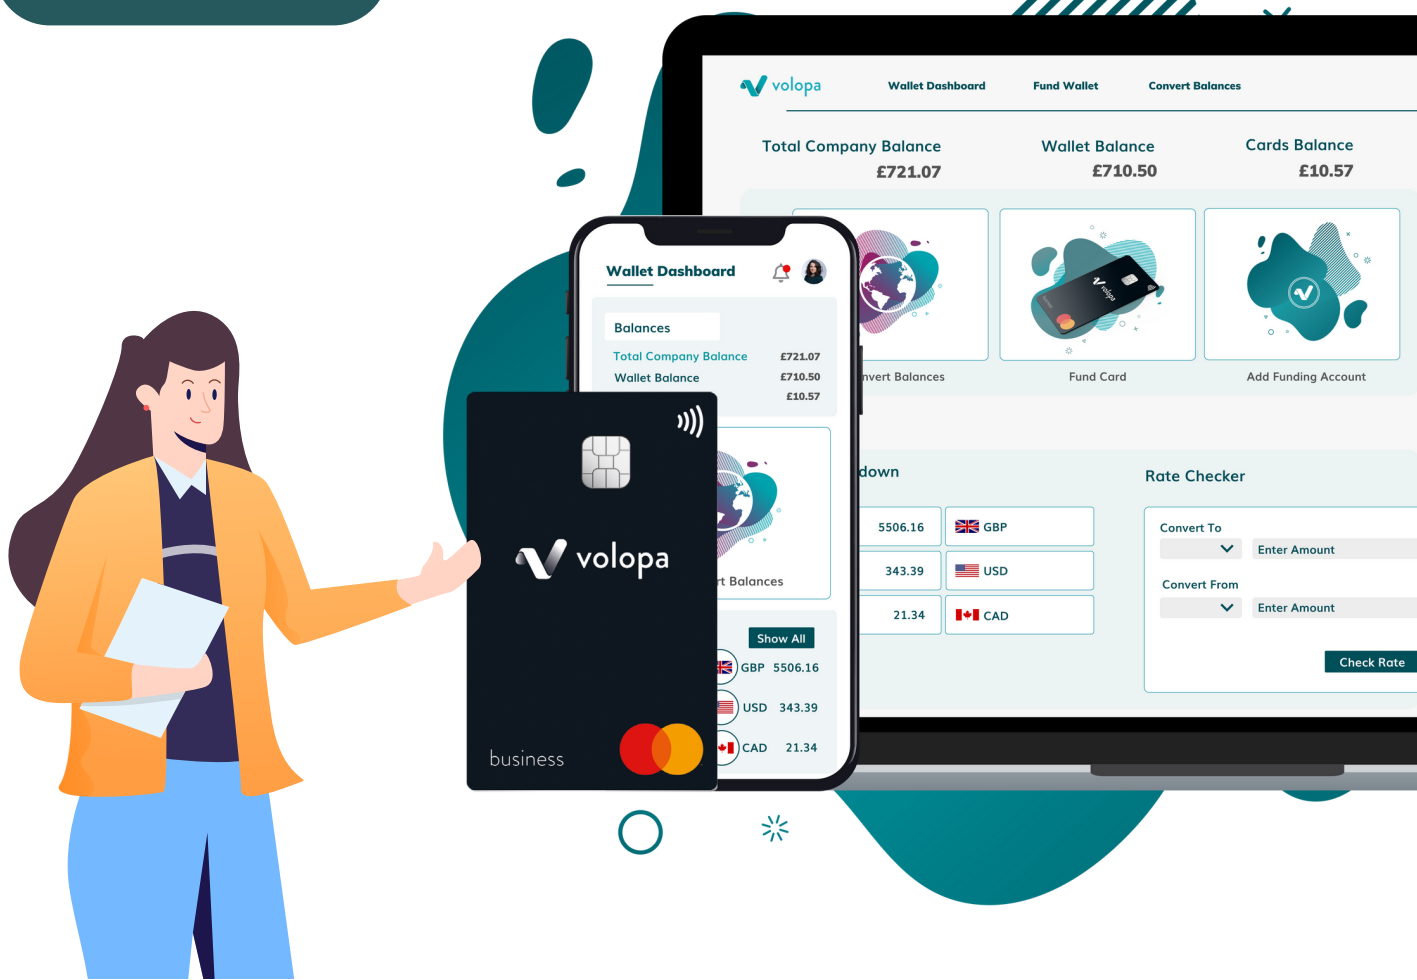 volopa
Wallet Dashboard
Fund Wallet
Convert Balances
Total Company Balance
£721.07
Wallet Balance
£710.50
Cards Balance
£10.57
nvert Balances
Fund Card
Add Funding Account
volopa
down
5506.16
GBP
343.39
USD
21.34
CAD
Rate Checker
Convert To
Enter Amount
Convert From
Enter Amount
Check Rate
Wallet Dashboard
Balances
Total Company Balance £721.07
Wallet Balance £710.50
£10.57
rt Balances
Show All
GBP 5506.16
USD 343.39
CAD 21.34
volopa
business